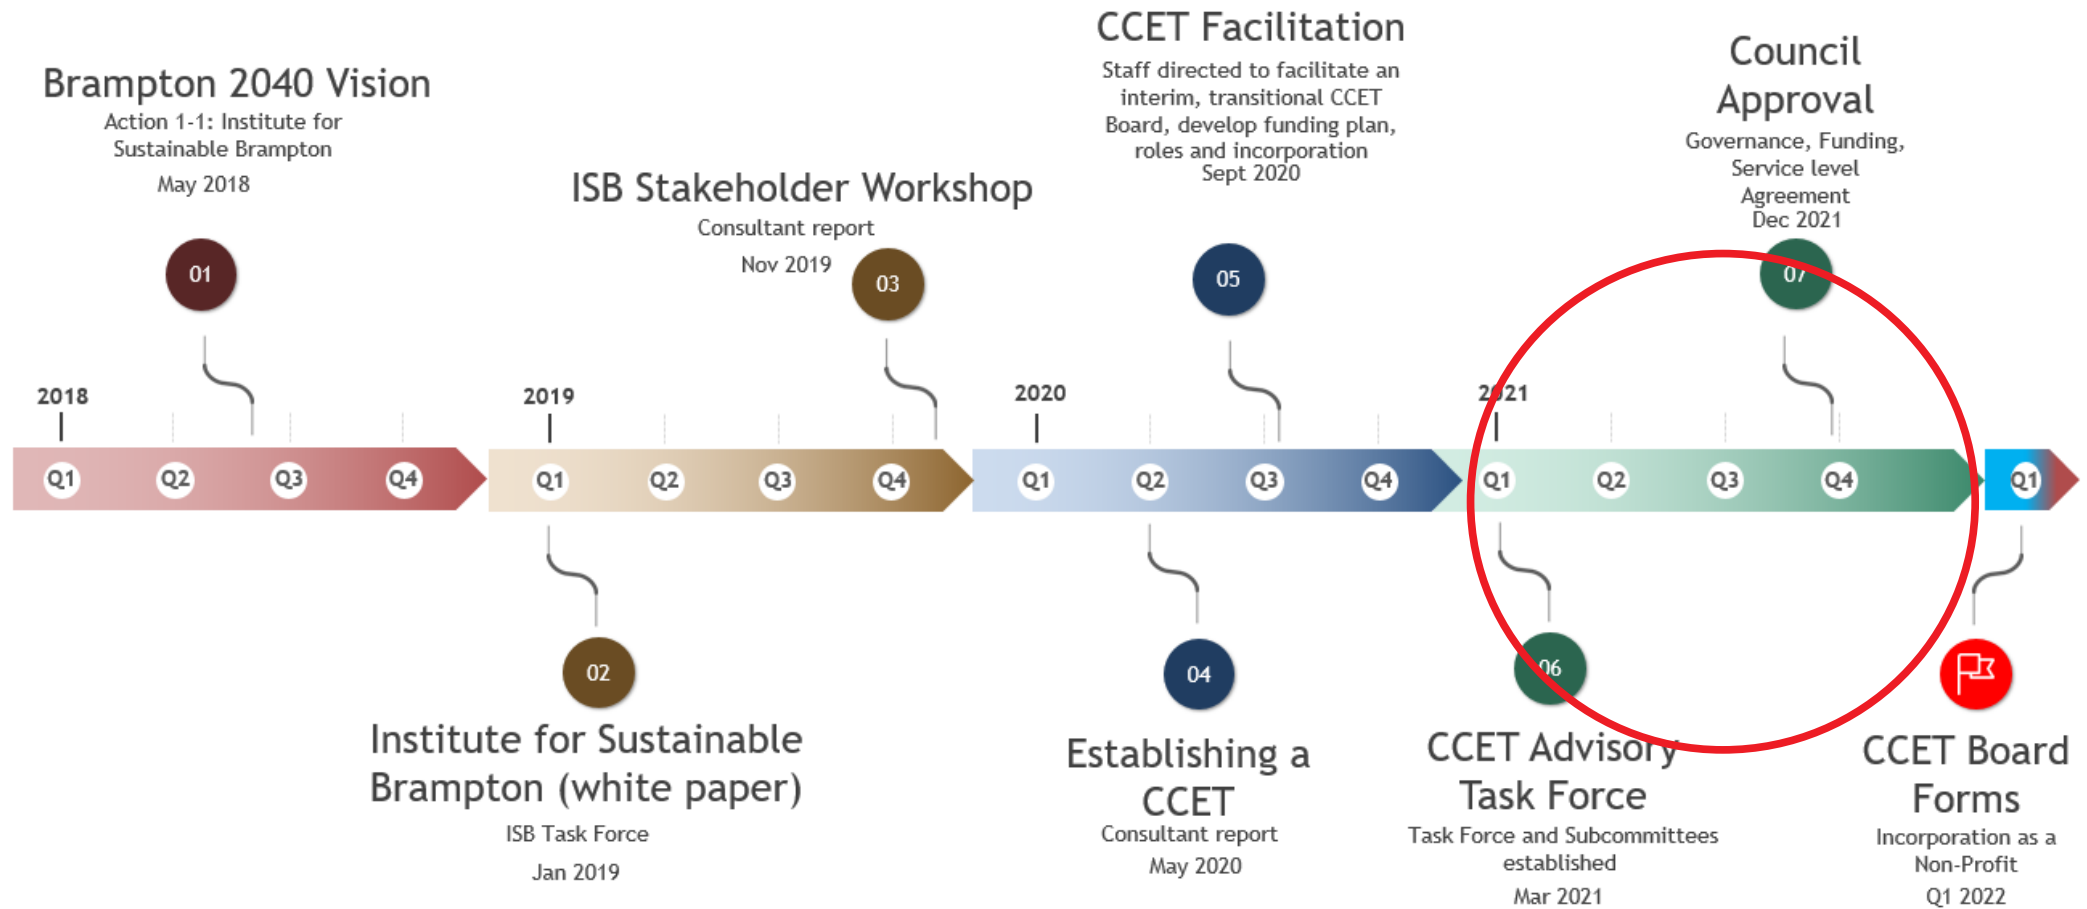 Brampton 2040 Vision
Action 1-1: Institute for
Sustainable Brampton
May 2018
01
ISB Stakeholder Workshop
Consultant report
Nov 2019
03
CCET Facilitation
Staff directed to facilitate an
interim, transitional CCET
Board, develop funding plan,
roles and incorporation
Sept 2020
05
Council
Approval
Governance, Funding,
Service level
Agreement
Dec 2021
07
2018
2019
2020
2021
Q1
Q2
Q3
Q4
Q1
Q2
Q3
Q4
Q1
Q2
Q3
Q4
Q1
Q2
Q3
Q4
Q1
02
Institute for Sustainable
Brampton (white paper)
ISB Task Force
Jan 2019
04
Establishing a
CCET
Consultant report
May 2020
06
CCET Advisory
Task Force
Task Force and Subcommittees
established
Mar 2021
CCET Board
Forms
Incorporation as a
Non-Profit
Q1 2022